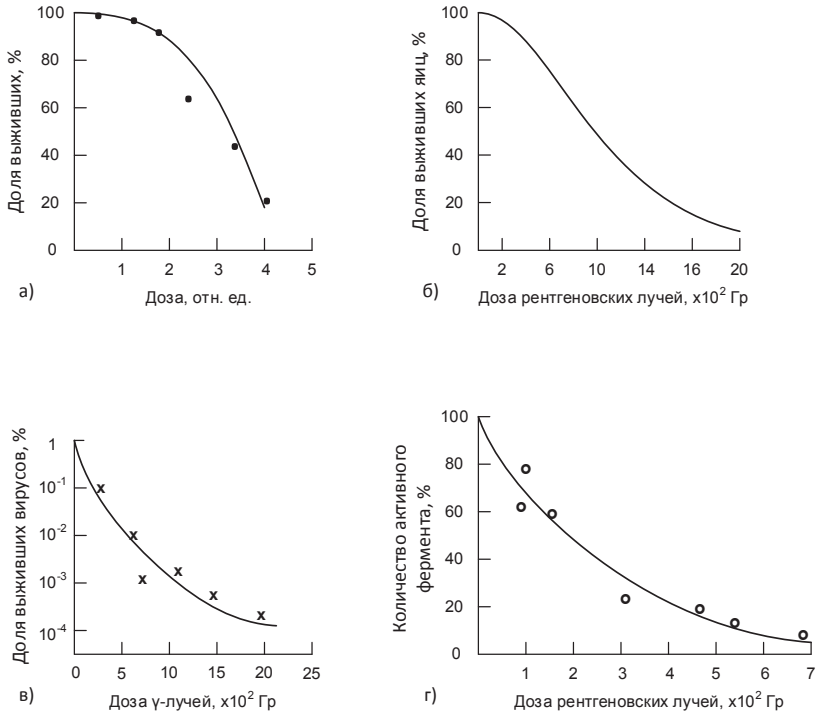 100
80
60
40
20
0
Доля выживших, %
1 2 3 4 5
Доза, отн. ед.
а)
100
80
60
40
20
0
Доля выживших яиц, %
2 6 10 14 16 20
Доза рентгеновских лучей, x10² Гр
б)
1
10⁻¹
10⁻²
10⁻³
10⁻⁴
Доля выживших вирусов, %
0 5 10 15 20 25
Доза γ-лучей, x10² Гр
в)
100
80
60
40
20
0
Количество активного
фермента, %
1 2 3 4 5 6 7
Доза рентгеновских лучей, x10² Гр
г)